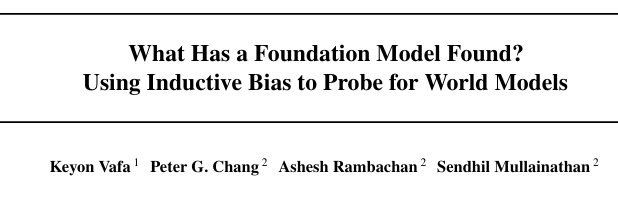 What Has a Foundation Model Found?
Using Inductive Bias to Probe for World Models
Keyon Vafa 1 Peter G. Chang 2 Ashesh Rambachan 2 Sendhil Mullainathan 2